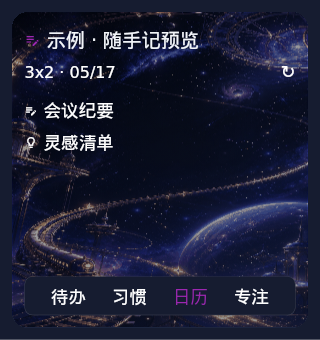 示例 · 随手记预览
3x2 · 05/17 ↻
会议纪要
灵感清单
待办 习惯 日历 专注